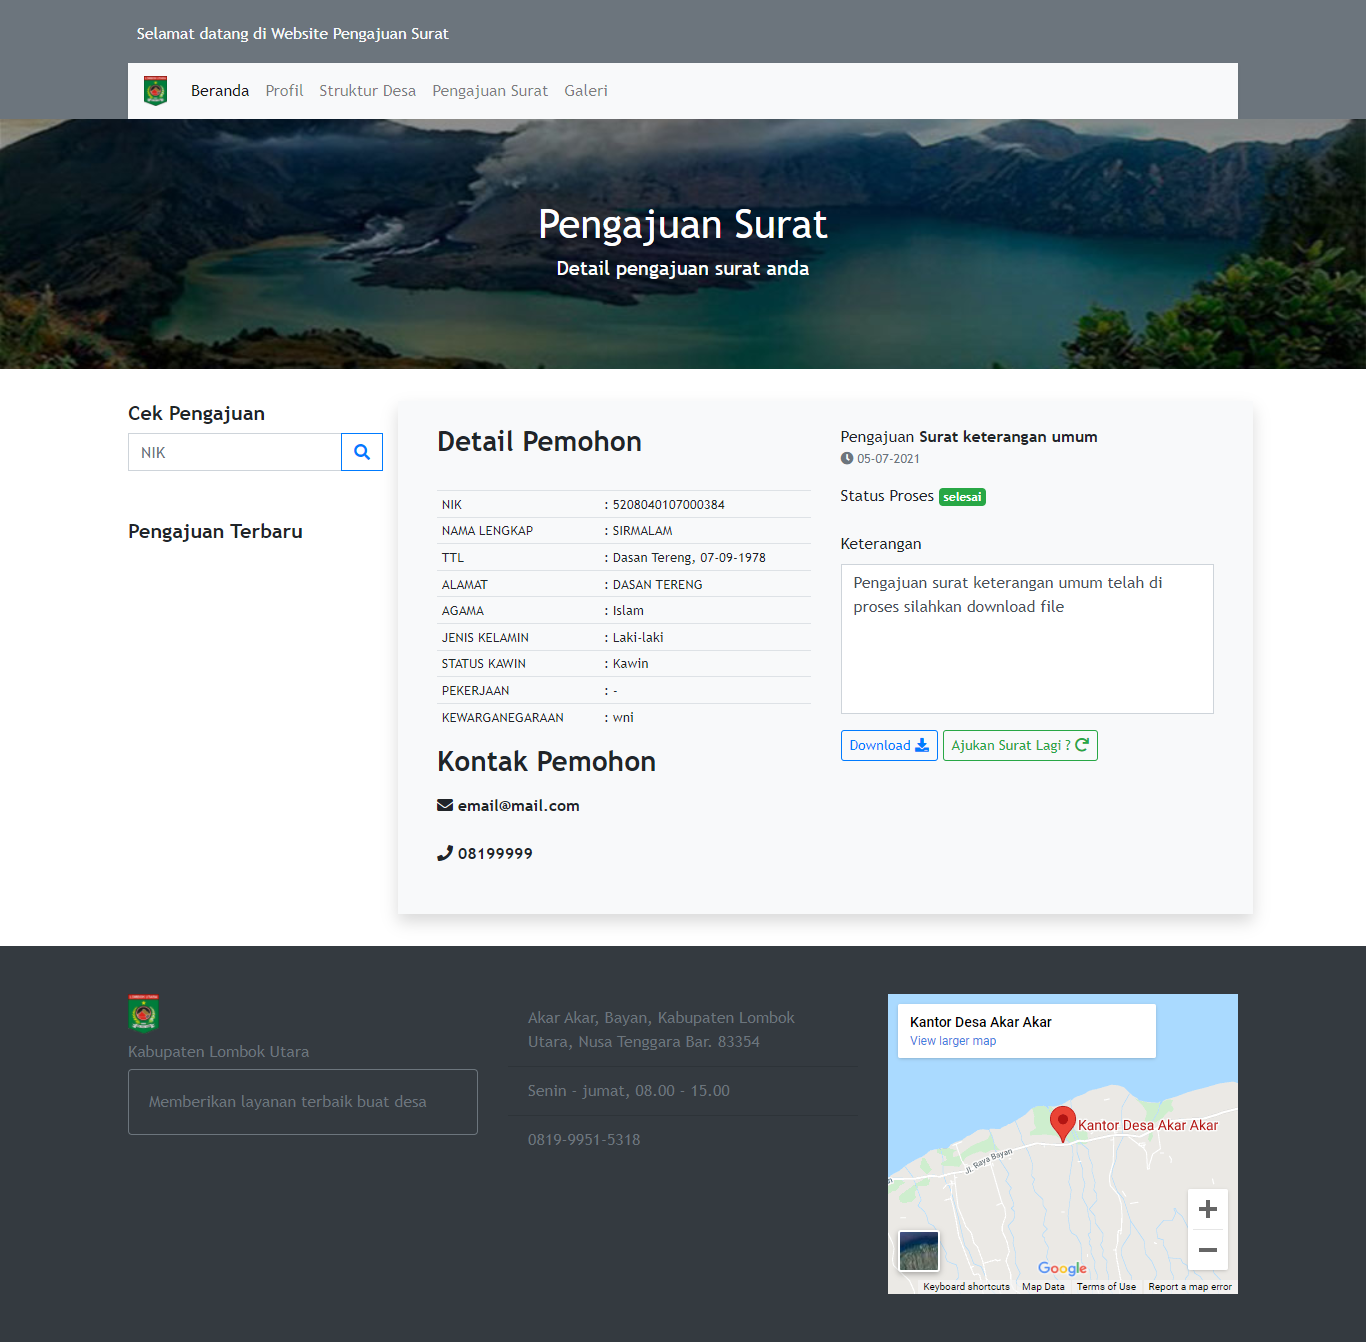 Selamat datang di Website Pengajuan Surat
Beranda Profil Struktur Desa Pengajuan Surat Galeri
Pengajuan Surat
Detail pengajuan surat anda
Cek Pengajuan
NIK
Pengajuan Terbaru
Detail Pemohon
NIK : 5208040107000384
NAMA LENGKAP : SIRMALAM
TTL : Dasan Tereng, 07-09-1978
ALAMAT : DASAN TERENG
AGAMA : Islam
JENIS KELAMIN : Laki-laki
STATUS KAWIN : Kawin
PEKERJAAN : -
KEWARGANEGARAAN : wni
Kontak Pemohon
email@mail.com
08199999
Pengajuan Surat keterangan umum
05-07-2021
Status Proses selesai
Keterangan
Pengajuan surat keterangan umum telah di
proses silahkan download file
Download Ajukan Surat Lagi ?
Kabupaten Lombok Utara
Memberikan layanan terbaik buat desa
Akar Akar, Bayan, Kabupaten Lombok
Utara, Nusa Tenggara Bar. 83354
Senin - jumat, 08.00 - 15.00
0819-9951-5318
Kantor Desa Akar Akar
View larger map
Kantor Desa Akar Akar
Jl. Raya Bayan
Google
Keyboard shortcuts Map Data Terms of Use Report a map error